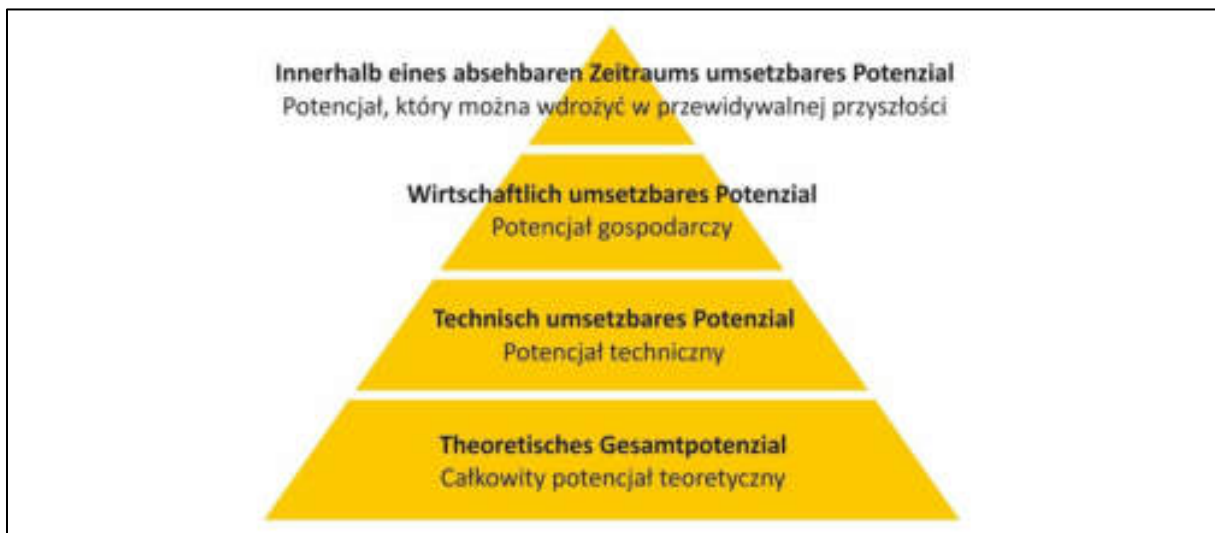 Innerhalb eines absehbaren Zeitraums umsetzbares Potenzial
Potencjał, który można wdrożyć w przewidywalnej przyszłości
Wirtschaftlich umsetzbares Potenzial
Potencjał gospodarczy
Technisch umsetzbares Potenzial
Potencjał techniczny
Theoretisches Gesamtpotenzial
Całkowity potencjał teoretyczny